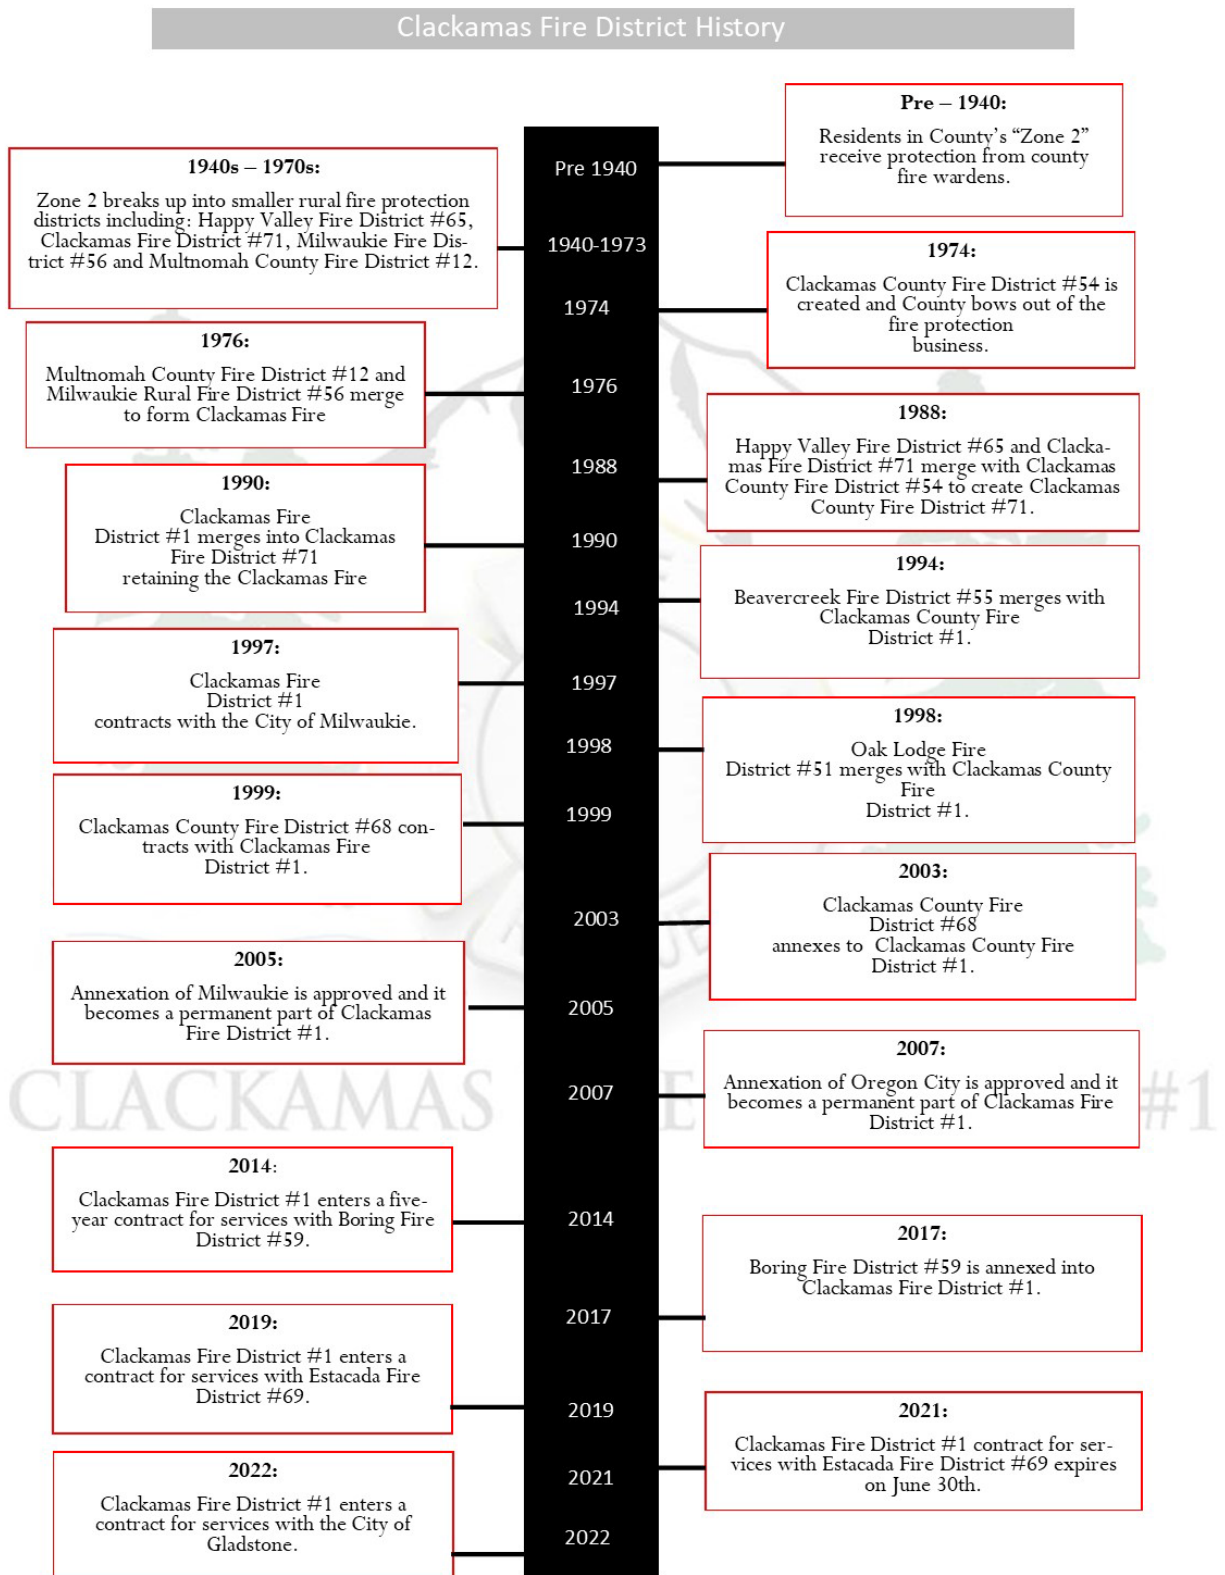 Clackamas Fire District History
Pre – 1940:
Residents in County's “Zone 2”
receive protection from county
fire wardens.
Pre 1940
1940s – 1970s:
Zone 2 breaks up into smaller rural fire protection
districts including: Happy Valley Fire District #65,
Clackamas Fire District #71, Milwaukie Fire Dis-
trict #56 and Multnomah County Fire District #12.
1940-1973
1974:
Clackamas County Fire District #54 is
created and County bows out of the
fire protection
business.
1974
1976:
Multnomah County Fire District #12 and
Milwaukie Rural Fire District #56 merge
to form Clackamas Fire
1976
1988:
Happy Valley Fire District #65 and Clacka-
mas Fire District #71 merge with Clackamas
County Fire District #54 to create Clackamas
County Fire District #71.
1988
1990:
Clackamas Fire
District #1 merges into Clackamas
Fire District #71
retaining the Clackamas Fire
1990
1994:
Beavercreek Fire District #55 merges with
Clackamas County Fire
District #1.
1994
1997:
Clackamas Fire
District #1
contracts with the City of Milwaukie.
1997
1998:
Oak Lodge Fire
District #51 merges with Clackamas County
Fire
District #1.
1998
1999:
Clackamas County Fire District #68 con-
tracts with Clackamas Fire
District #1.
1999
2003:
Clackamas County Fire
District #68
annexes to Clackamas County Fire
District #1.
2003
2005:
Annexation of Milwaukie is approved and it
becomes a permanent part of Clackamas
Fire District #1.
2005
2007:
Annexation of Oregon City is approved and it
becomes a permanent part of Clackamas Fire
District #1.
2007
CLACKAMAS E #1
2014:
Clackamas Fire District #1 enters a five-
year contract for services with Boring Fire
District #59.
2014
2017:
Boring Fire District #59 is annexed into
Clackamas Fire District #1.
2017
2019:
Clackamas Fire District #1 enters a
contract for services with Estacada Fire
District #69.
2019
2021:
Clackamas Fire District #1 contract for ser-
vices with Estacada Fire District #69 expires
on June 30th.
2021
2022:
Clackamas Fire District #1 enters a
contract for services with the City of
Gladstone.
2022